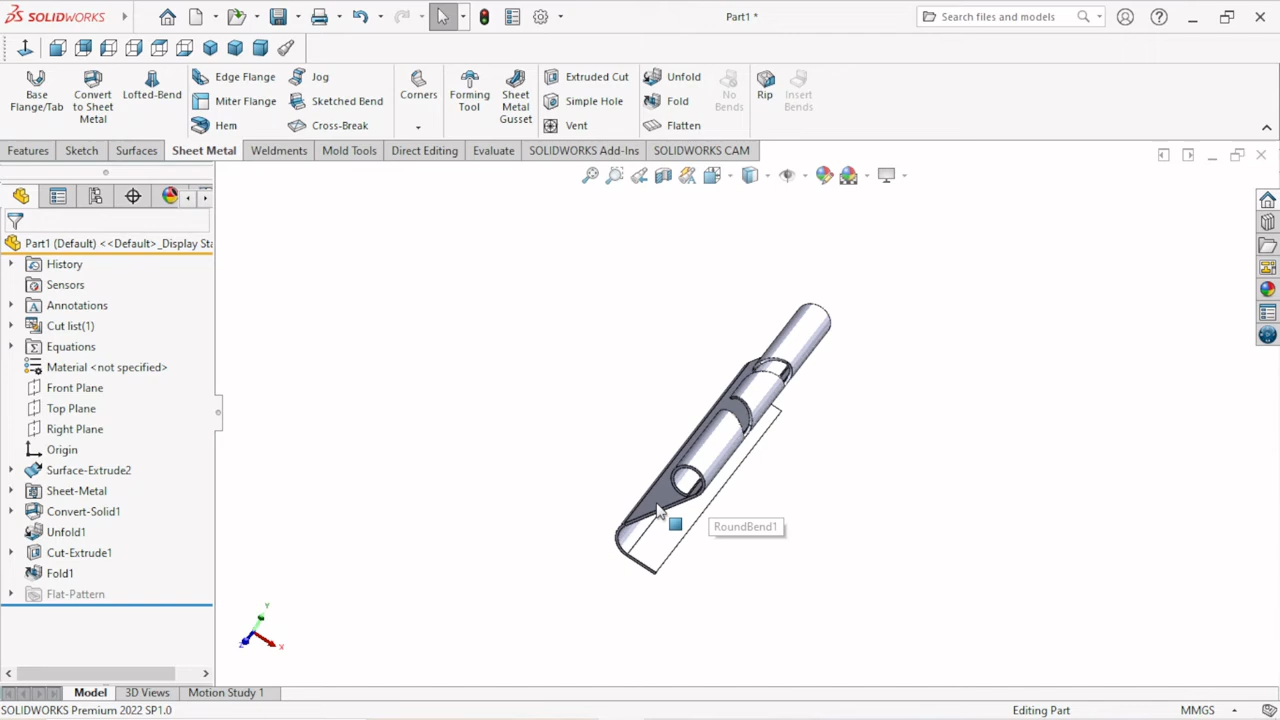 SOLIDWORKS
Part1 *
Search files and models
Base Flange/Tab
Convert to Sheet Metal
Lofted-Bend
Edge Flange
Miter Flange
Hem
Jog
Sketched Bend
Cross-Break
Corners
Forming Tool
Sheet Metal Gusset
Extruded Cut
Simple Hole
Vent
Unfold
Fold
Flatten
No Bends
Rip
Insert Bends
Features
Sketch
Surfaces
Sheet Metal
Weldments
Mold Tools
Direct Editing
Evaluate
SOLIDWORKS Add-Ins
SOLIDWORKS CAM
Part1 (Default) <<Default>_Display Sta
History
Sensors
Annotations
Cut list(1)
Equations
Material <not specified>
Front Plane
Top Plane
Right Plane
Origin
Surface-Extrude2
Sheet-Metal
Convert-Solid1
Unfold1
Cut-Extrude1
Fold1
Flat-Pattern
RoundBend1
Y
Z
X
Model
3D Views
Motion Study 1
SOLIDWORKS Premium 2022 SP1.0
Editing Part
MMGS